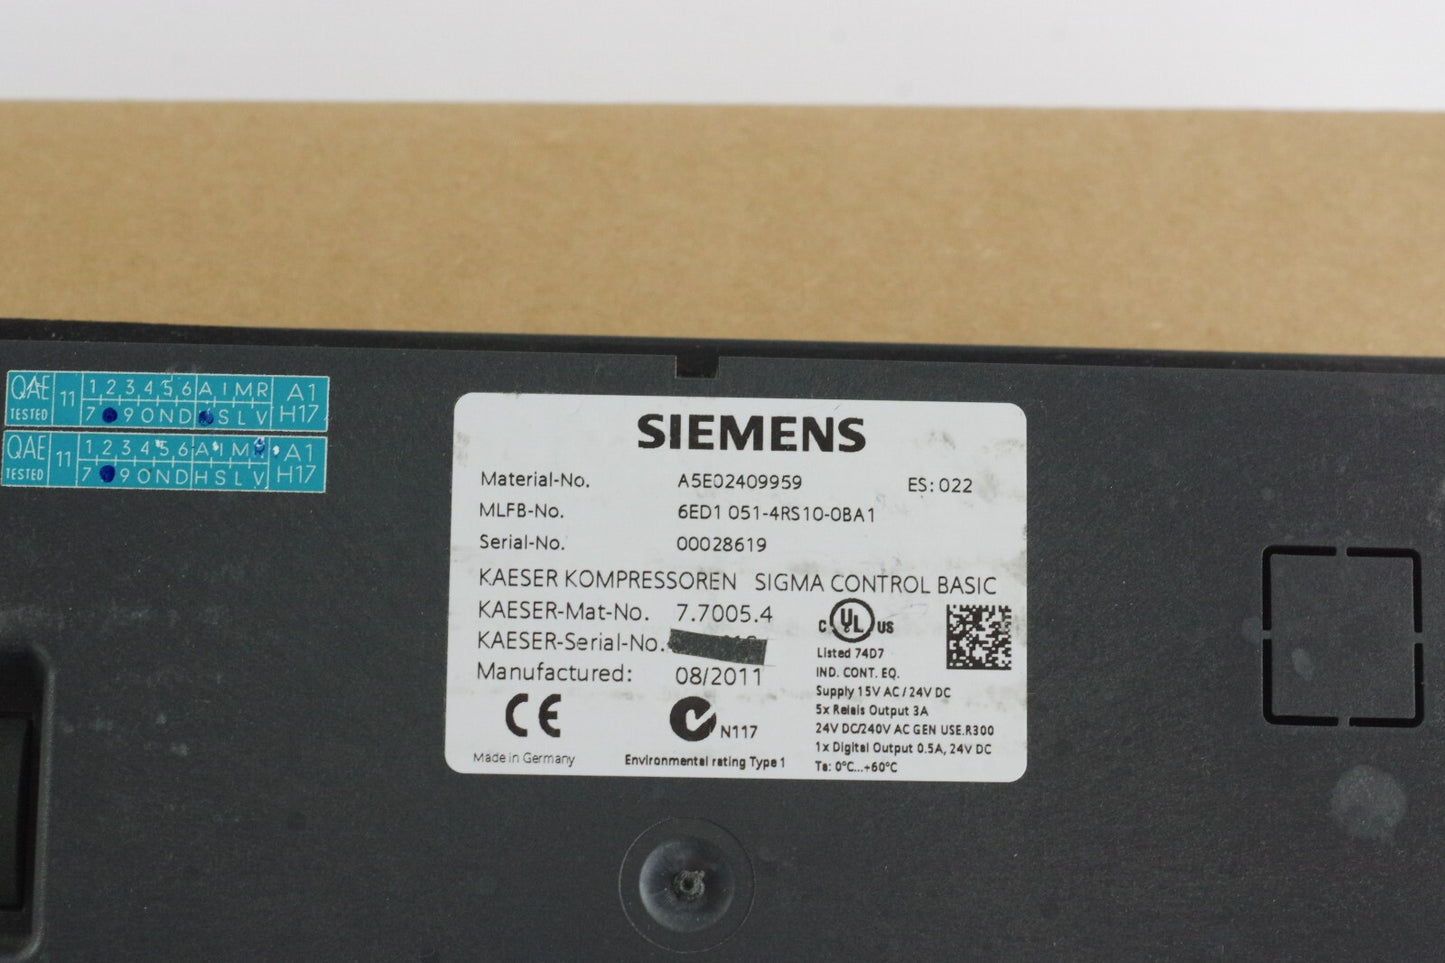 QAE 11 1 2 3 4 5 6 A I M R A1
TESTED 7 9 O N D S L V H17
QAE 11 1 2 3 4 5 6 A I M A1
TESTED 7 9 O N D H S L V H17
SIEMENS
Material-No. A5E02409959 ES: 022
MLFB-No. 6ED1 051-4RS10-0BA1
Serial-No. 00028619
KAESER KOMPRESSOREN SIGMA CONTROL BASIC
KAESER-Mat-No. 7.7005.4
KAESER-Serial-No.
Manufactured: 08/2011
CE
N117
Made in Germany
Environmental rating Type 1
C UL US
Listed 74D7
IND. CONT. EQ.
Supply 15V AC / 24V DC
5x Relais Output 3A
24V DC/240V AC GEN USE.R300
1x Digital Output 0.5A, 24V DC
Ta: 0°C...+60°C